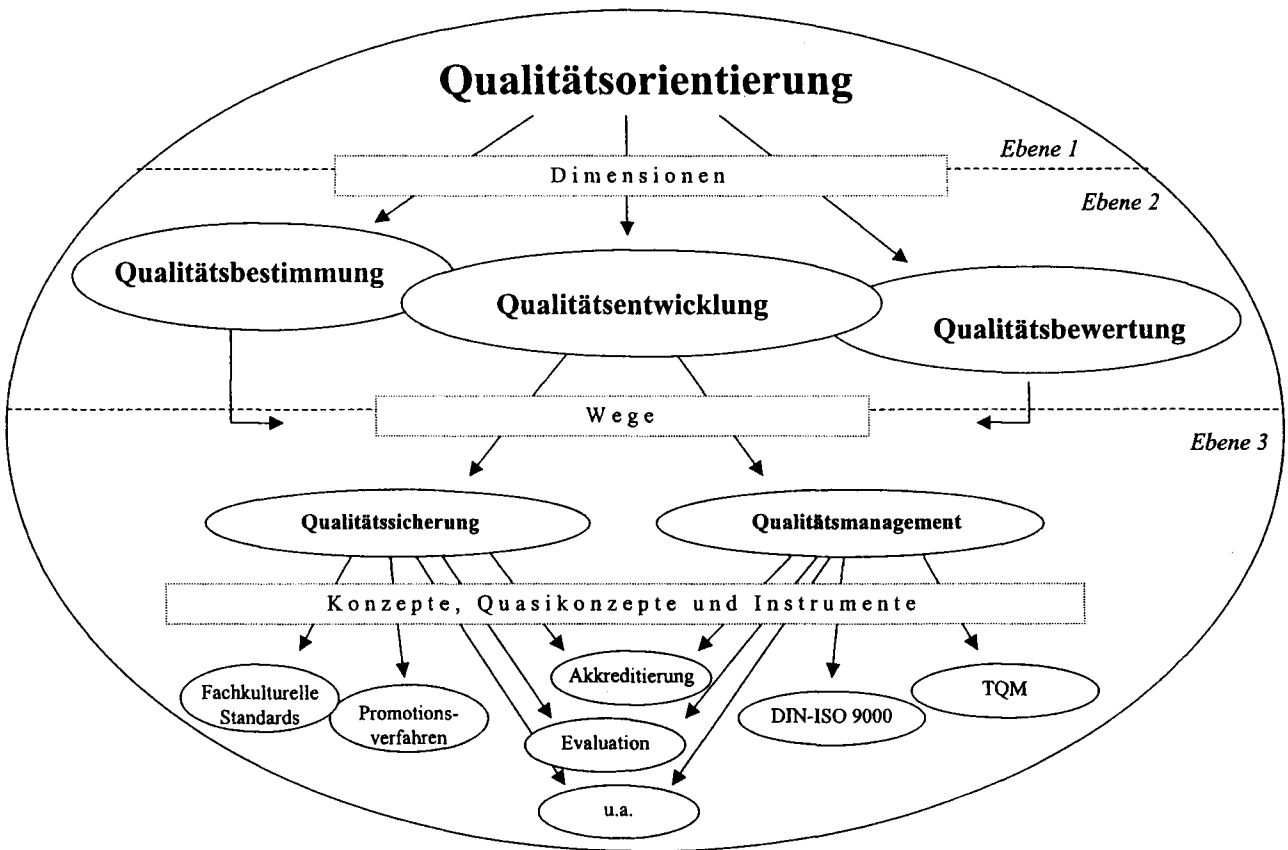 Qualitätsorientierung
Ebene 1
Dimensionen
Ebene 2
Qualitätsbestimmung
Qualitätsentwicklung
Qualitätsbewertung
Wege
Ebene 3
Qualitätssicherung
Qualitätsmanagement
Konzepte, Quasikonzepte und Instrumente
Akkreditierung
Fachkulturelle
Standards
Promotions-
verfahren
TQM
DIN-ISO 9000
Evaluation
u.a.